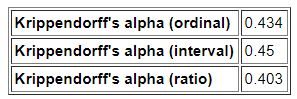 Krippendorff's alpha (ordinal) 0.434
Krippendorff's alpha (interval) 0.45
Krippendorff's alpha (ratio) 0.403